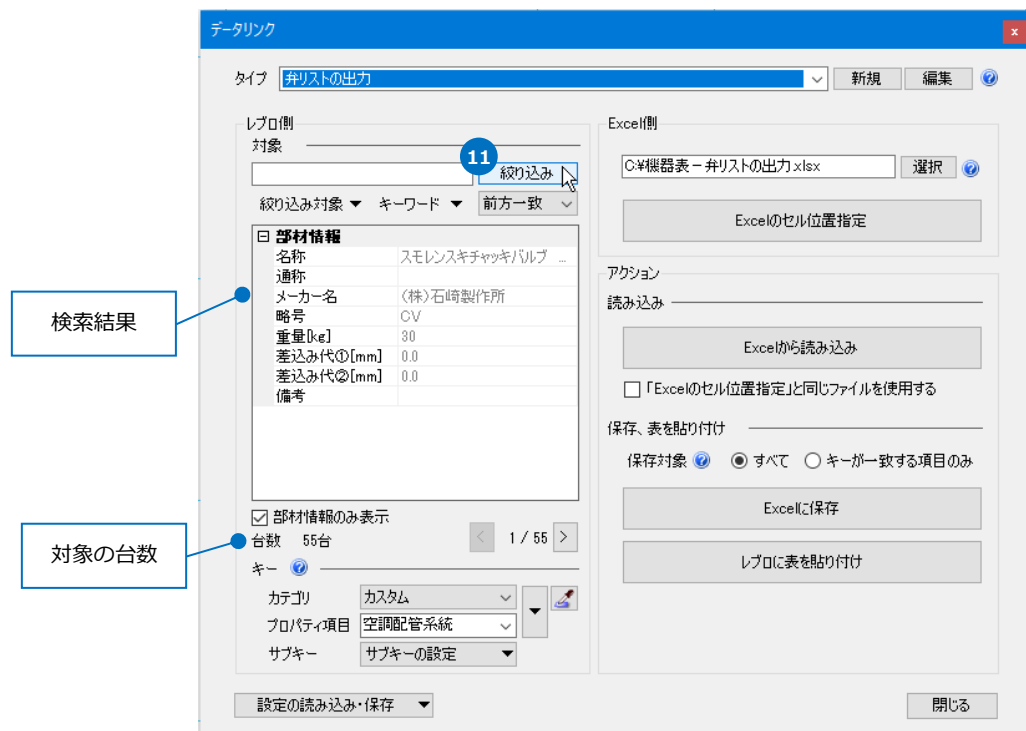 データリンク
x
タイプ 弁リストの出力 新規 編集 ?
レブロ側
対象
11
絞り込み
絞り込み対象 ▼ キーワード ▼ 前方一致
部材情報
名称 スモレンスキチャッキバルブ ...
通称
メーカー名 (株)石崎製作所
略号 CV
重量[kg] 30
差込み代①[mm] 0.0
差込み代②[mm] 0.0
備考
部材情報のみ表示
台数 55台 < 1 / 55 >
キー ?
カテゴリ カスタム
プロパティ項目 空調配管系統
サブキー サブキーの設定
設定の読み込み・保存
検索結果
対象の台数
Excel側
C:¥機器表-弁リストの出力.xlsx 選択 ?
Excelのセル位置指定
アクション
読み込み
Excelから読み込み
「Excelのセル位置指定」と同じファイルを使用する
保存、表を貼り付け
保存対象 ? すべて キーが一致する項目のみ
Excelに保存
レブロに表を貼り付け
閉じる